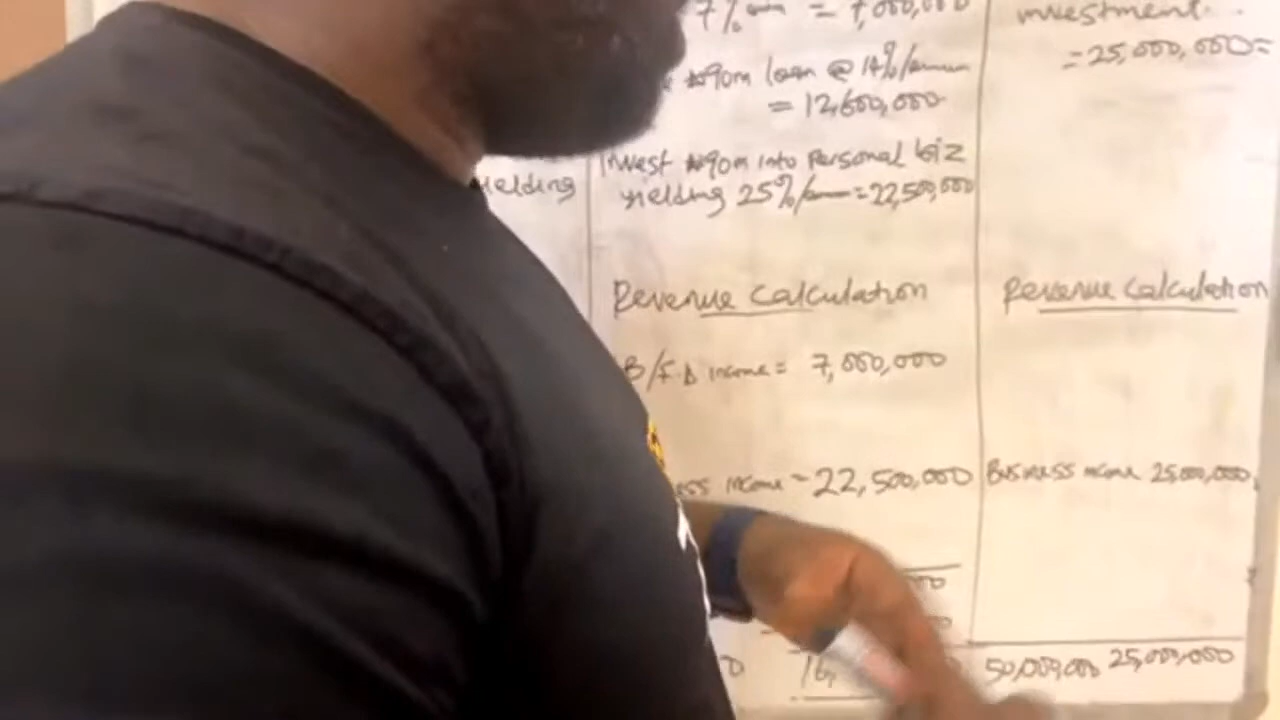 7% = 7,000,000
₦90m loan @ 14%/annum
= 12,600,000
yielding
Invest ₦90m into Personal biz
yielding 25%/annum = 22,500,000
Revenue Calculation
B/F.D income = 7,000,000
ess income = 22,500,000
00
16,
investment...
= 25,000,000=
Revenue Calculation
Business income 25,000,000
50,000,000 25,000,000